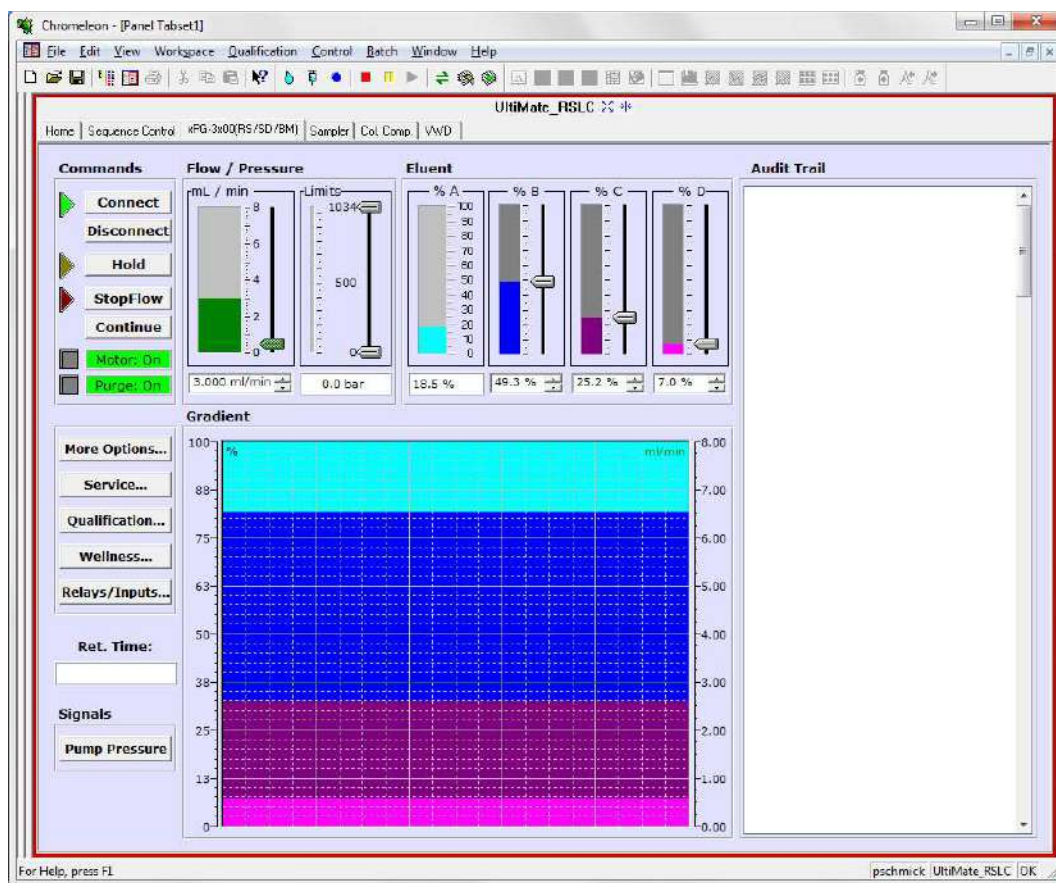 Chromeleon - [Panel Tabset1]
File Edit View Workspace Qualification Control Batch Window Help
UltiMate_RSLC
Home Sequence Control xPG-3x00(RS/SD/BM) Sampler Col. Comp. VWD
Commands
Connect
Disconnect
Hold
StopFlow
Continue
Motor: On
Purge: On
Flow / Pressure
mL / min
8
6
4
2
0
3.000 ml/min
Limits
1034
500
0
0.0 bar
Eluent
% A
100
90
80
70
60
50
40
30
20
10
0
18.5 %
% B
49.3 %
% C
25.2 %
% D
7.0 %
Audit Trail
More Options...
Service...
Qualification...
Wellness...
Relays/Inputs...
Ret. Time:
Signals
Pump Pressure
Gradient
%
ml/min
100
88
75
63
50
38
25
13
0
8.00
7.00
6.00
5.00
4.00
3.00
2.00
1.00
0.00
For Help, press F1
pschmick UltiMate_RSLC OK